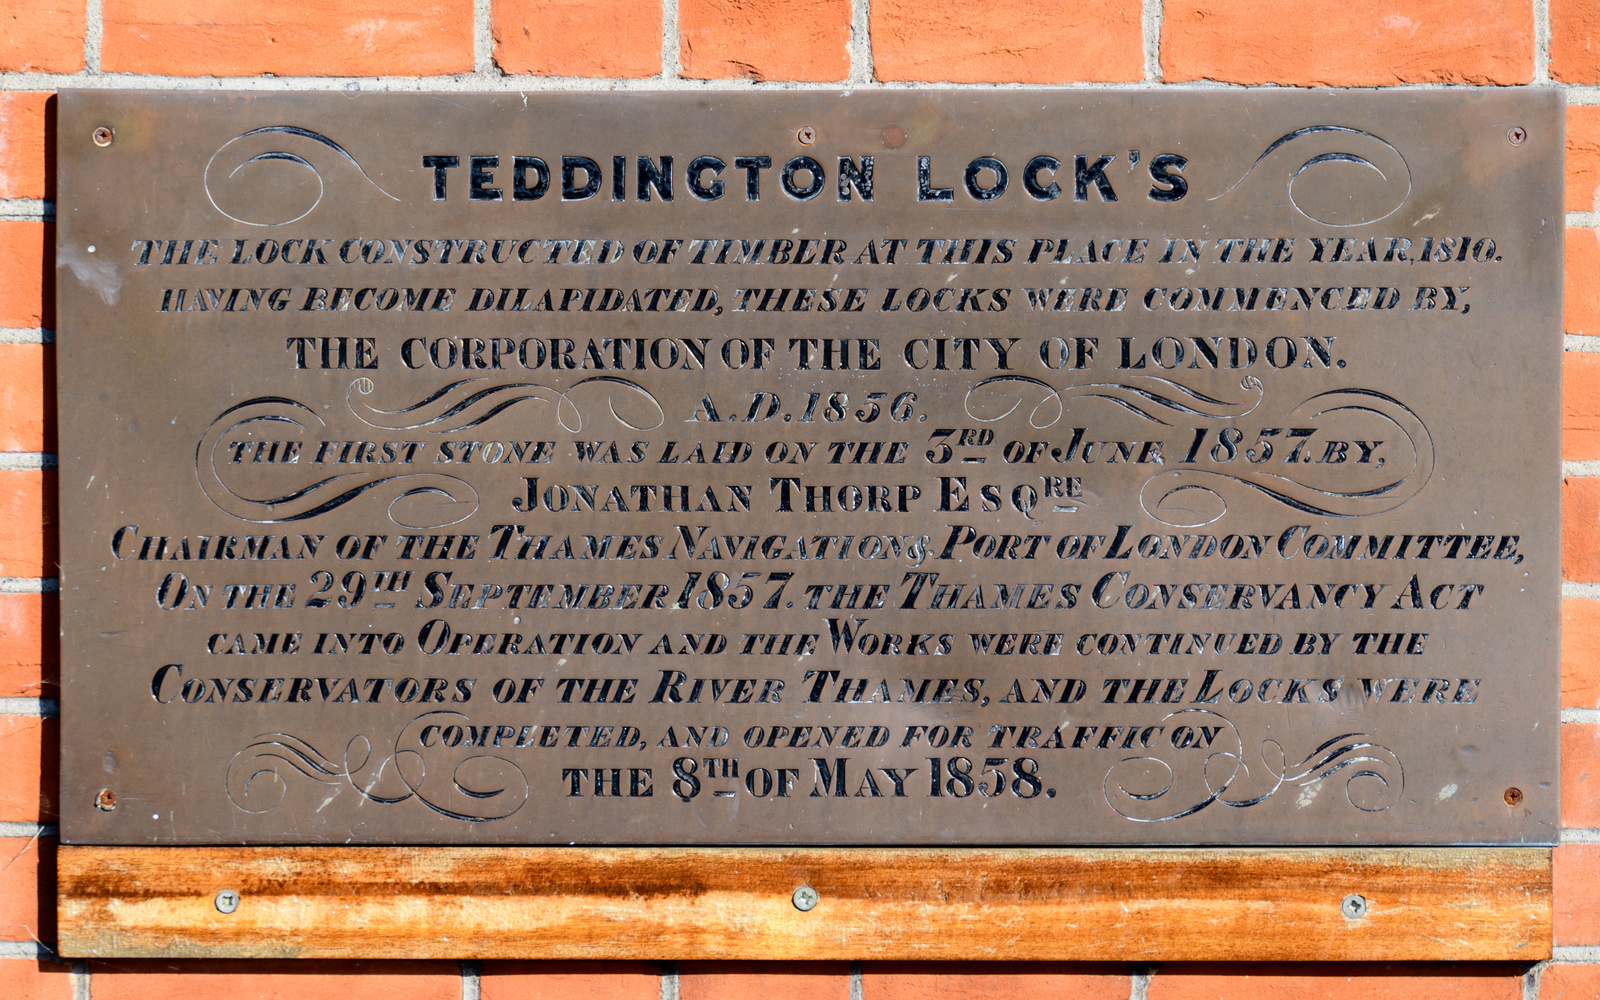 TEDDINGTON LOCK'S
THE LOCK CONSTRUCTED OF TIMBER AT THIS PLACE IN THE YEAR, 1810.
HAVING BECOME DILAPIDATED, THESE LOCKS WERE COMMENCED BY,
THE CORPORATION OF THE CITY OF LONDON.
A.D. 1856.
THE FIRST STONE WAS LAID ON THE 3RD OF JUNE 1857. BY,
JONATHAN THORP ESQRE
CHAIRMAN OF THE THAMES NAVIGATION & PORT OF LONDON COMMITTEE,
ON THE 29TH SEPTEMBER 1857. THE THAMES CONSERVANCY ACT
CAME INTO OPERATION AND THE WORKS WERE CONTINUED BY THE
CONSERVATORS OF THE RIVER THAMES, AND THE LOCKS WERE
COMPLETED, AND OPENED FOR TRAFFIC ON
THE 8TH OF MAY 1858.